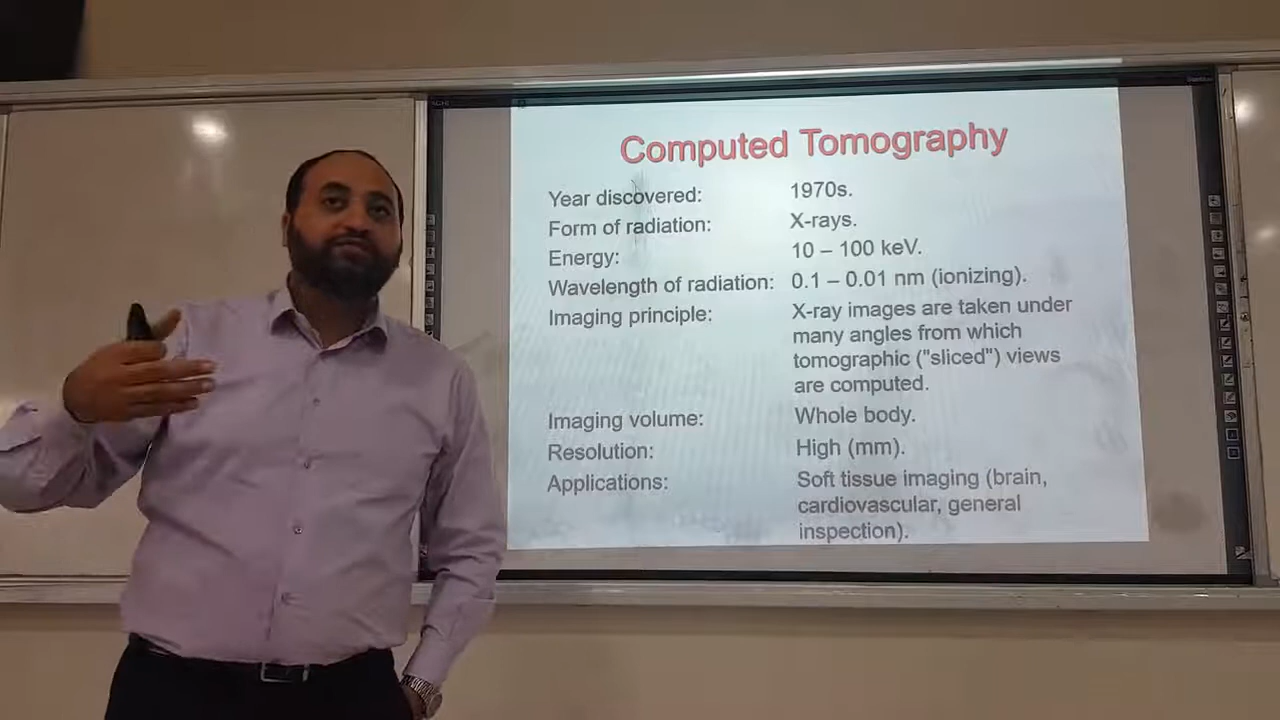 Computed Tomography
Year discovered: 1970s.
Form of radiation: X-rays.
Energy: 10 – 100 keV.
Wavelength of radiation: 0.1 – 0.01 nm (ionizing).
Imaging principle: X-ray images are taken under
many angles from which
tomographic ("sliced") views
are computed.
Imaging volume: Whole body.
Resolution: High (mm).
Applications: Soft tissue imaging (brain,
cardiovascular, general
inspection).